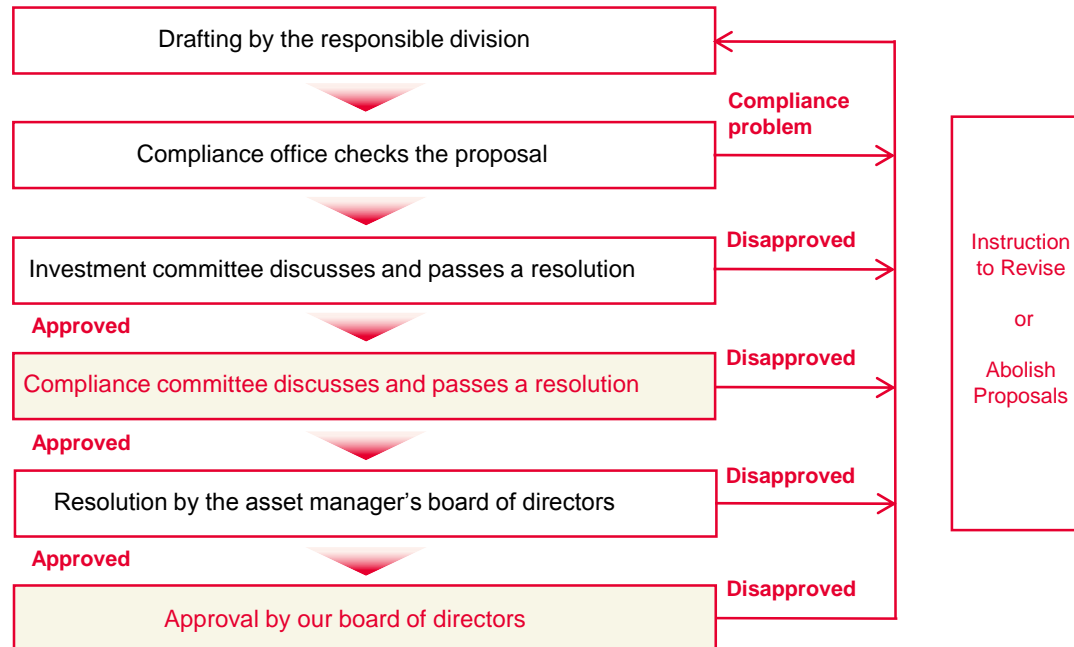 Drafting by the responsible division
Compliance
problem
Compliance office checks the proposal
Disapproved
Investment committee discusses and passes a resolution
Approved
Disapproved
Compliance committee discusses and passes a resolution
Approved
Disapproved
Resolution by the asset manager’s board of directors
Approved
Disapproved
Approval by our board of directors
Instruction
to Revise
or
Abolish
Proposals